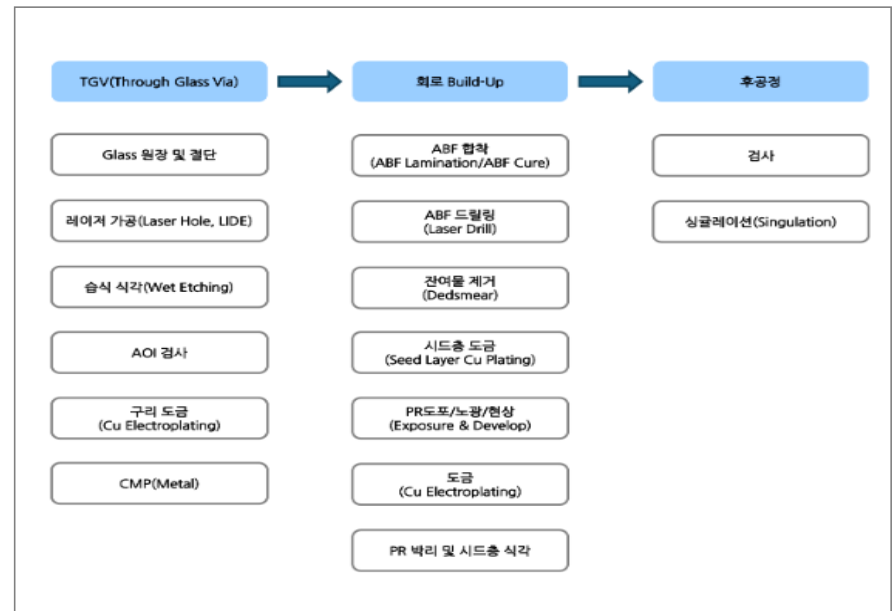 TGV(Through Glass Via)
회로 Build-Up
후공정
Glass 원장 및 절단
레이저 가공(Laser Hole, LIDE)
습식 식각(Wet Etching)
AOI 검사
구리 도금
(Cu Electroplating)
CMP(Metal)
ABF 합착
(ABF Lamination/ABF Cure)
ABF 드릴링
(Laser Drill)
잔여물 제거
(Dedsmear)
시드층 도금
(Seed Layer Cu Plating)
PR도포/노광/현상
(Exposure & Develop)
도금
(Cu Electroplating)
PR 박리 및 시드층 식각
검사
싱귤레이션(Singulation)